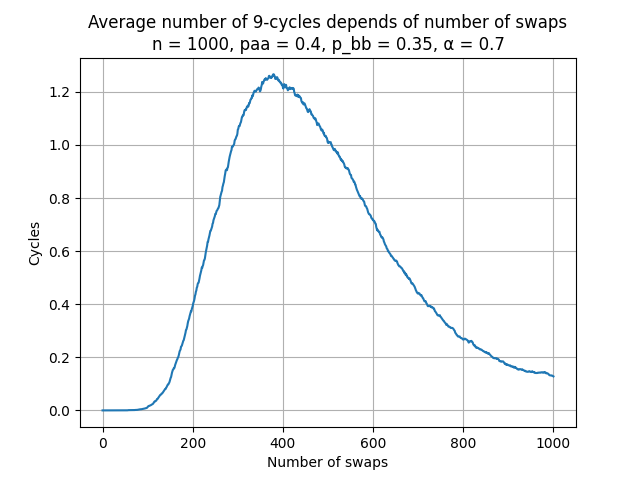 Average number of 9-cycles depends of number of swaps
n = 1000, paa = 0.4, p_bb = 0.35, α = 0.7
1.2
1.0
0.8
0.6
0.4
0.2
0.0
Cycles
0 200 400 600 800 1000
Number of swaps